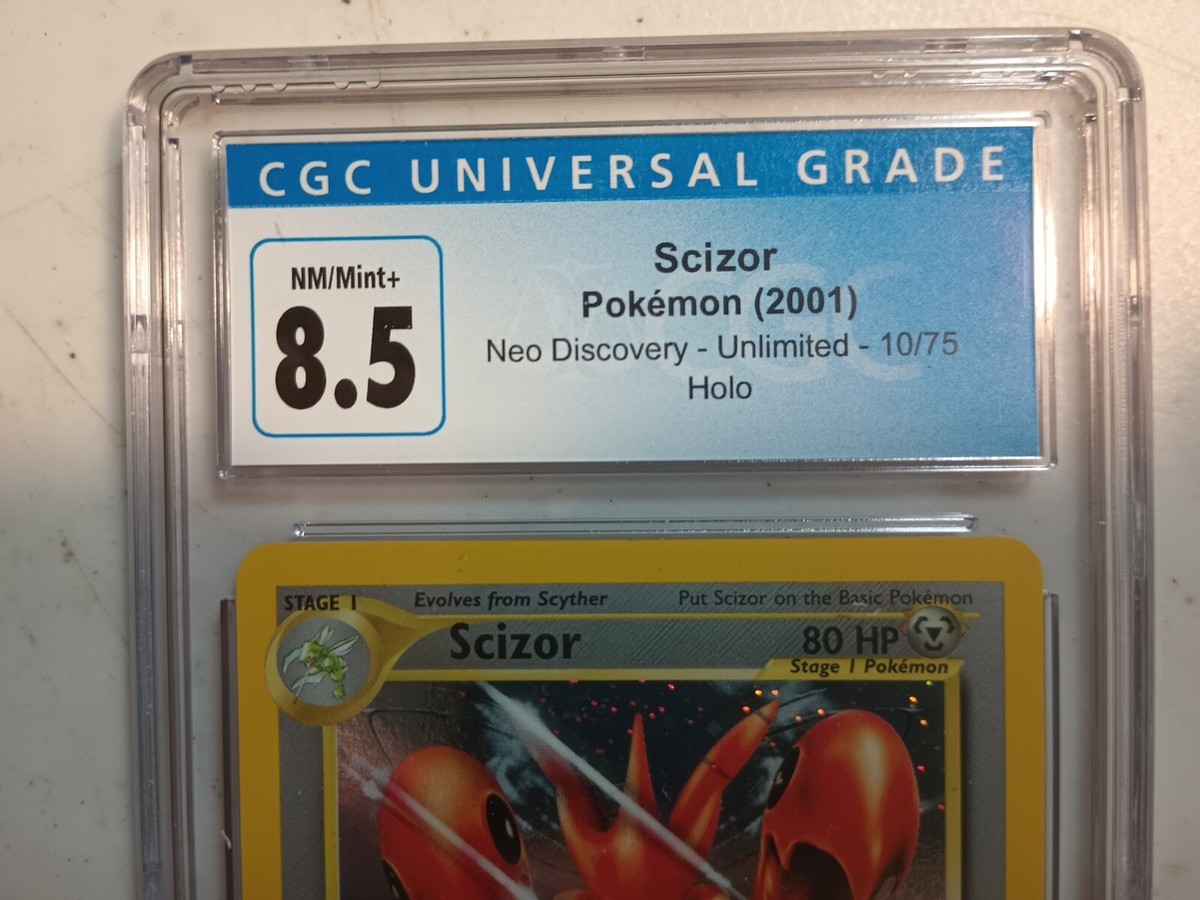 CGC UNIVERSAL GRADE
NM/Mint+
8.5
Scizor
Pokémon (2001)
Neo Discovery - Unlimited - 10/75
Holo
CGC
STAGE 1 Evolves from Scyther Put Scizor on the Basic Pokémon
Scizor 80 HP
Stage 1 Pokémon